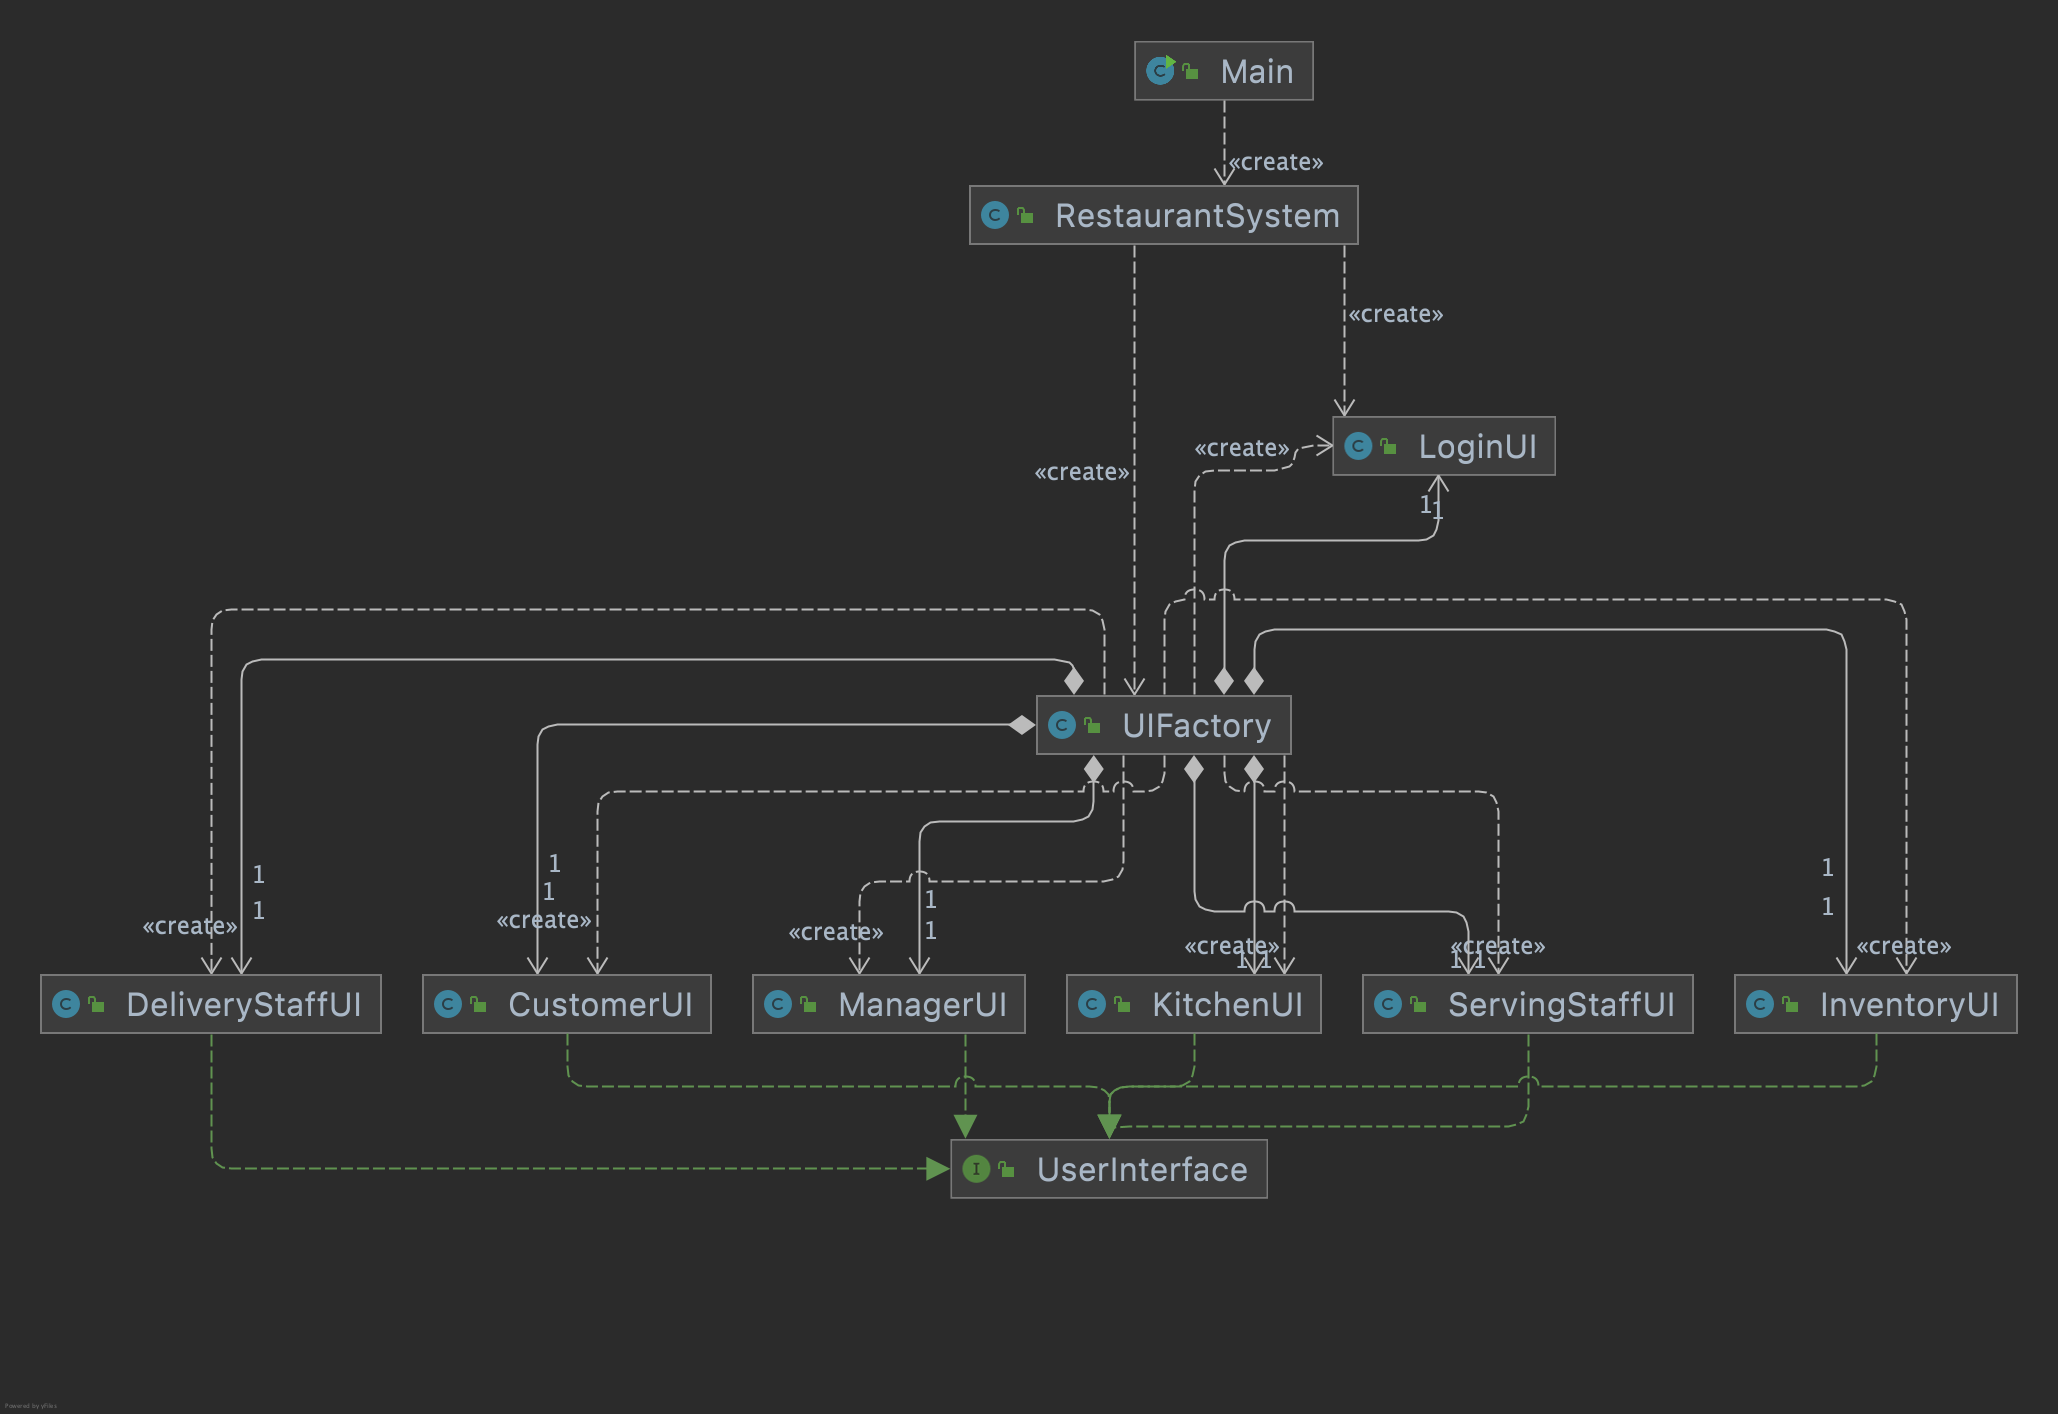 Main
«create»
RestaurantSystem
«create»
«create»
LoginUI
«create»
1
1
UIFactory
1
1
«create»
1
1
«create»
1
1
«create»
«create»
1 1
«create»
1 1
1
1
«create»
DeliveryStaffUI
CustomerUI
ManagerUI
KitchenUI
ServingStaffUI
InventoryUI
UserInterface
Powered by yFiles